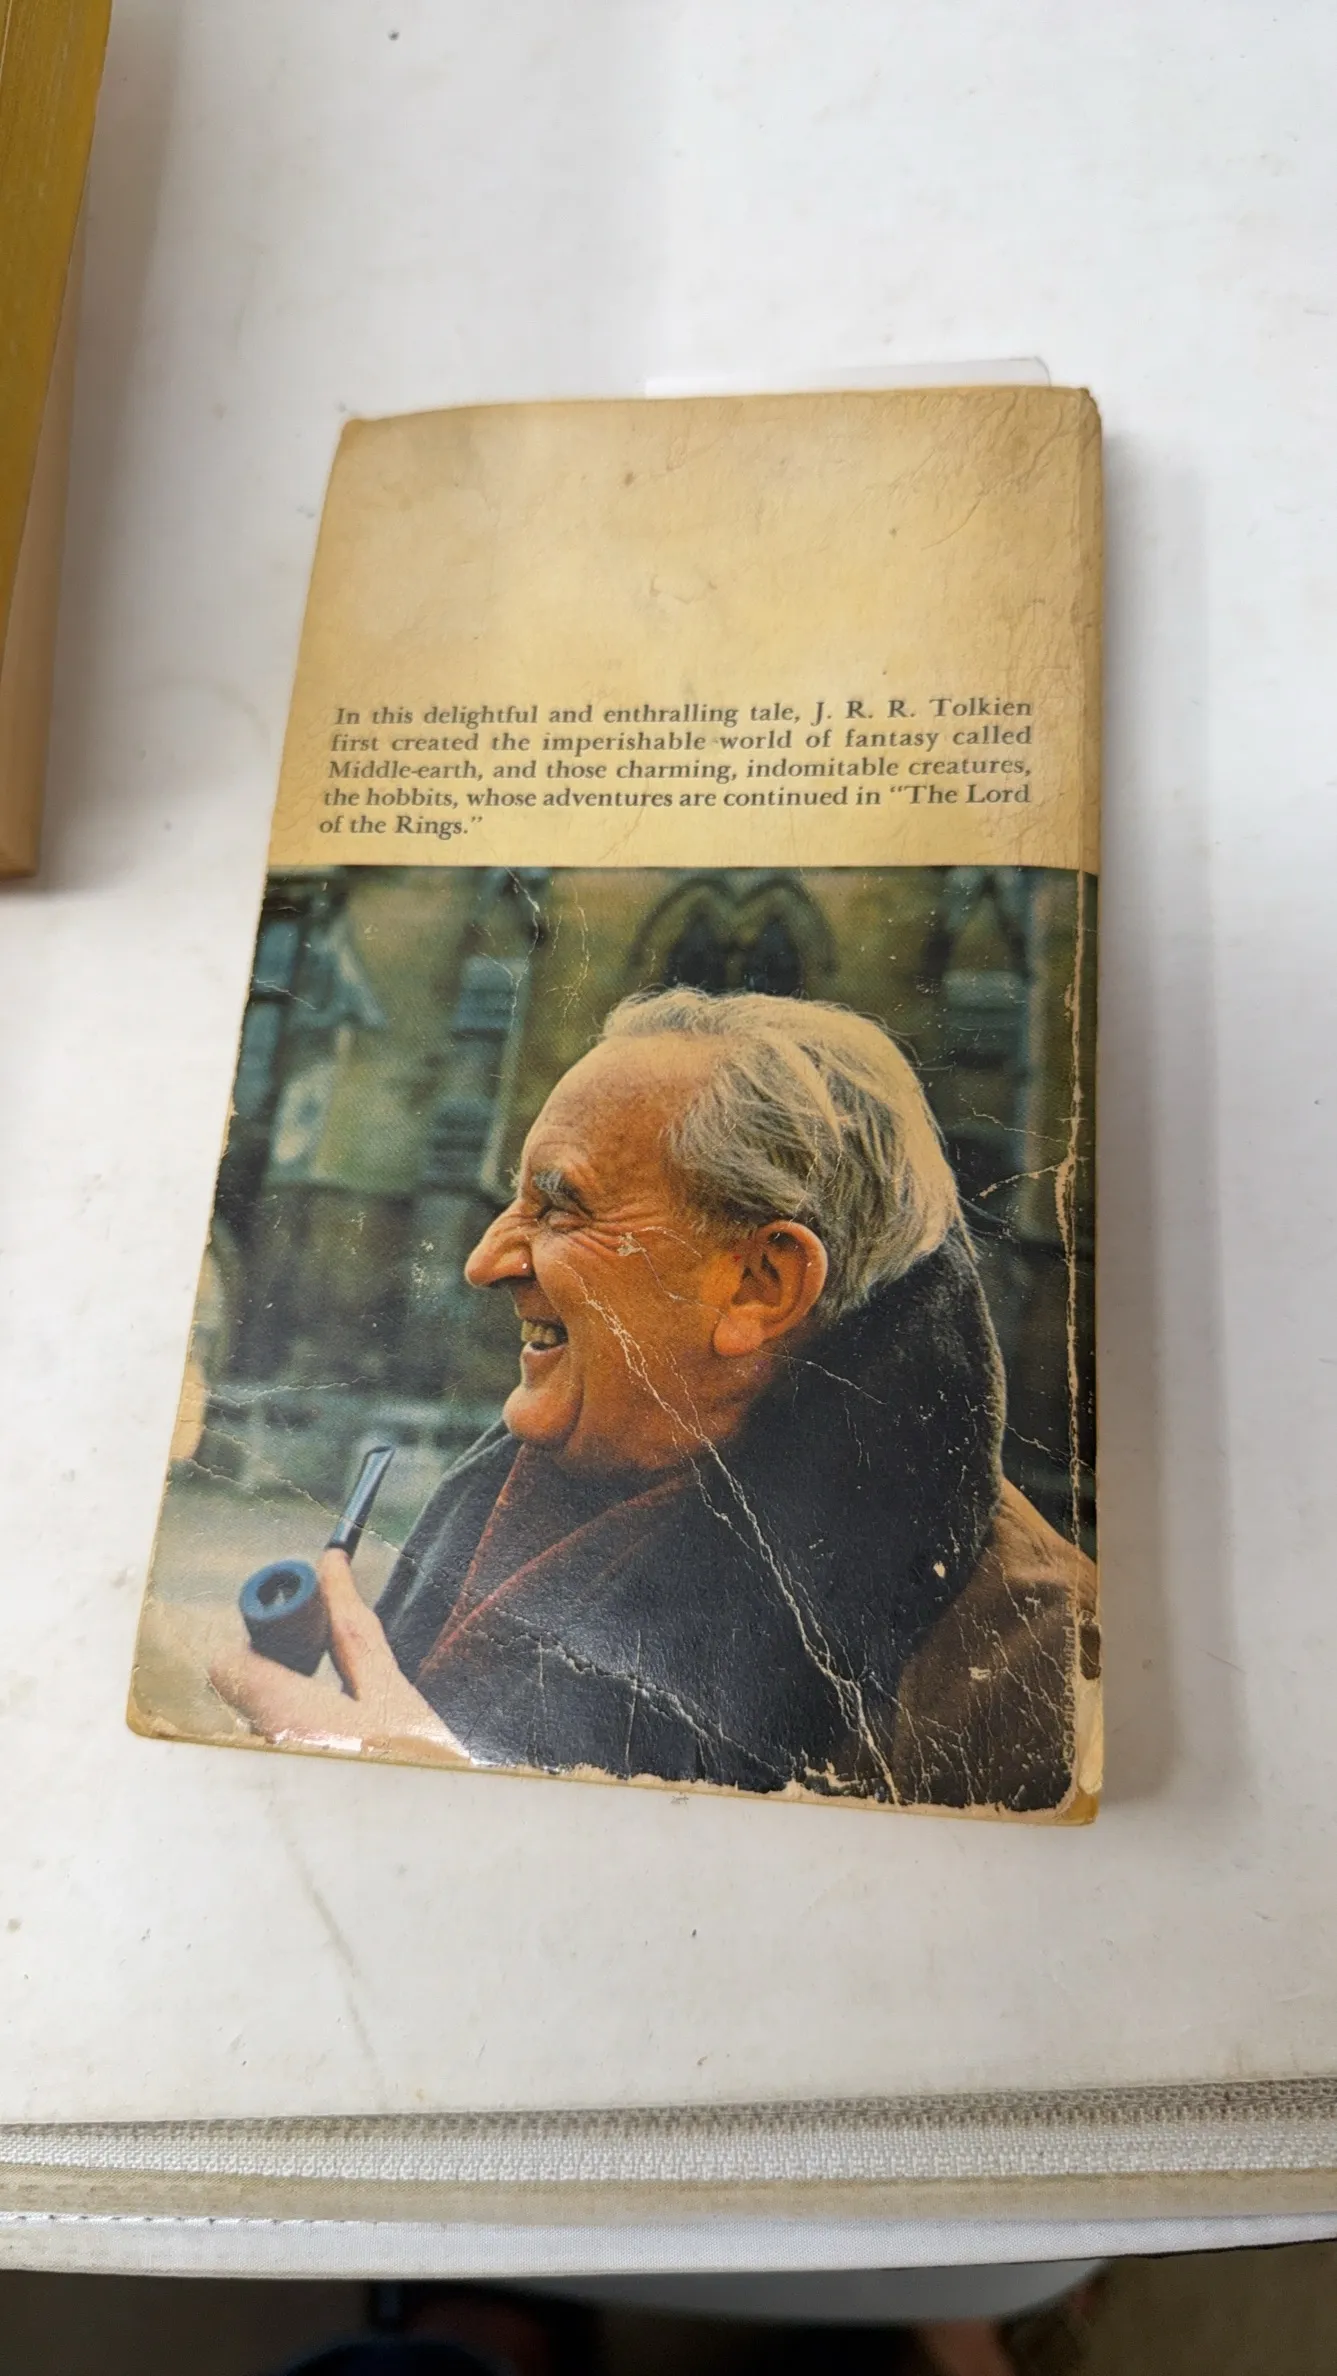 In this delightful and enthralling tale, J. R. R. Tolkien
first created the imperishable world of fantasy called
Middle-earth, and those charming, indomitable creatures,
the hobbits, whose adventures are continued in “The Lord
of the Rings.”